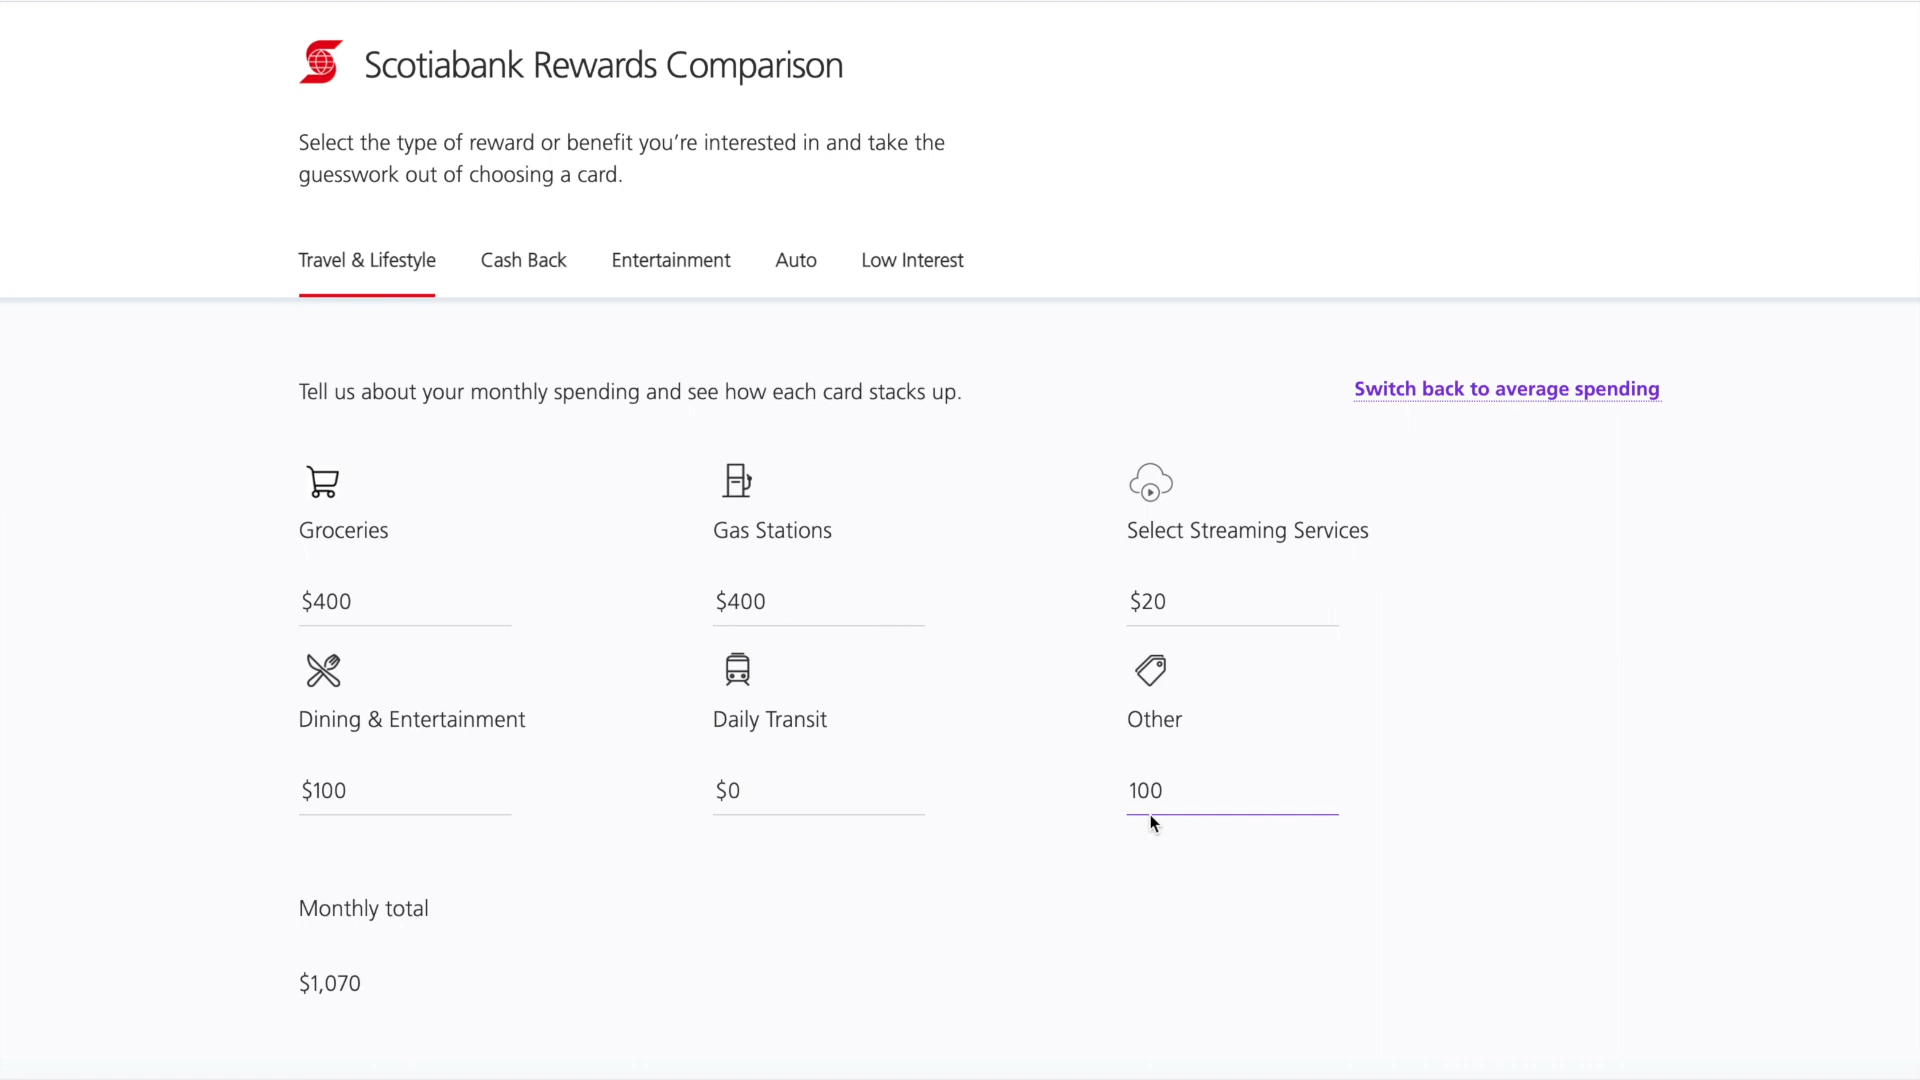 Scotiabank Rewards Comparison
Select the type of reward or benefit you're interested in and take the
guesswork out of choosing a card.
Travel & Lifestyle Cash Back Entertainment Auto Low Interest
Tell us about your monthly spending and see how each card stacks up. Switch back to average spending
Groceries Gas Stations Select Streaming Services
$400 $400 $20
Dining & Entertainment Daily Transit Other
$100 $0 100
Monthly total
$1,070